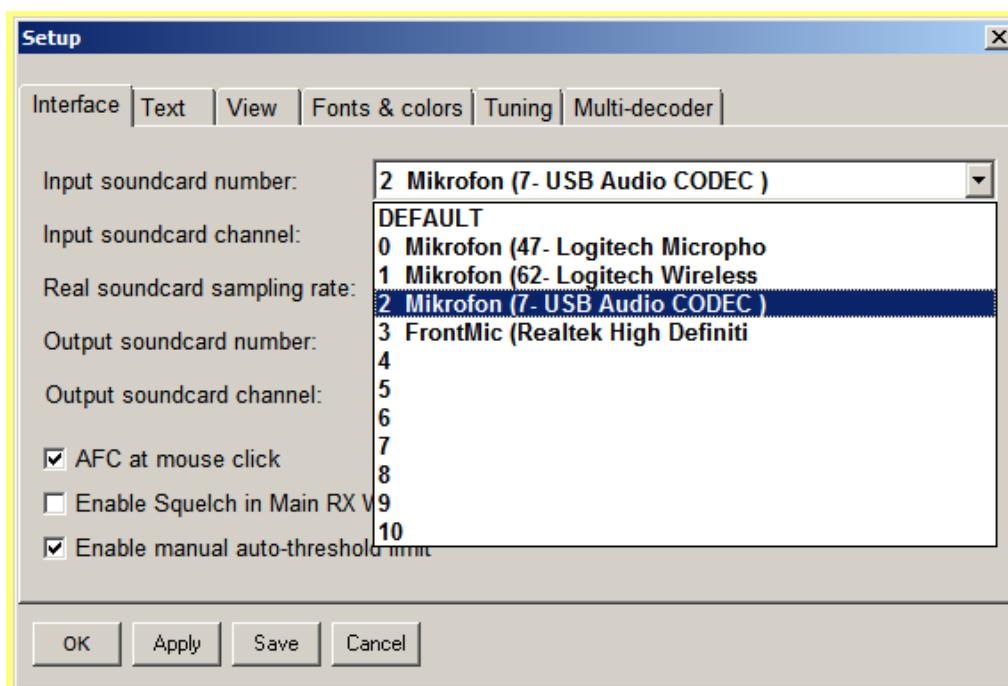 Setup
Interface Text View Fonts & colors Tuning Multi-decoder
Input soundcard number: 2 Mikrofon (7- USB Audio CODEC )
DEFAULT
Input soundcard channel:
0 Mikrofon (47- Logitech Micropho
1 Mikrofon (62- Logitech Wireless
Real soundcard sampling rate:
2 Mikrofon (7- USB Audio CODEC )
3 FrontMic (Realtek High Definiti
Output soundcard number:
4
5
Output soundcard channel:
6
7
AFC at mouse click
8
Enable Squelch in Main RX
9
10
Enable manual auto-threshold limit
OK Apply Save Cancel